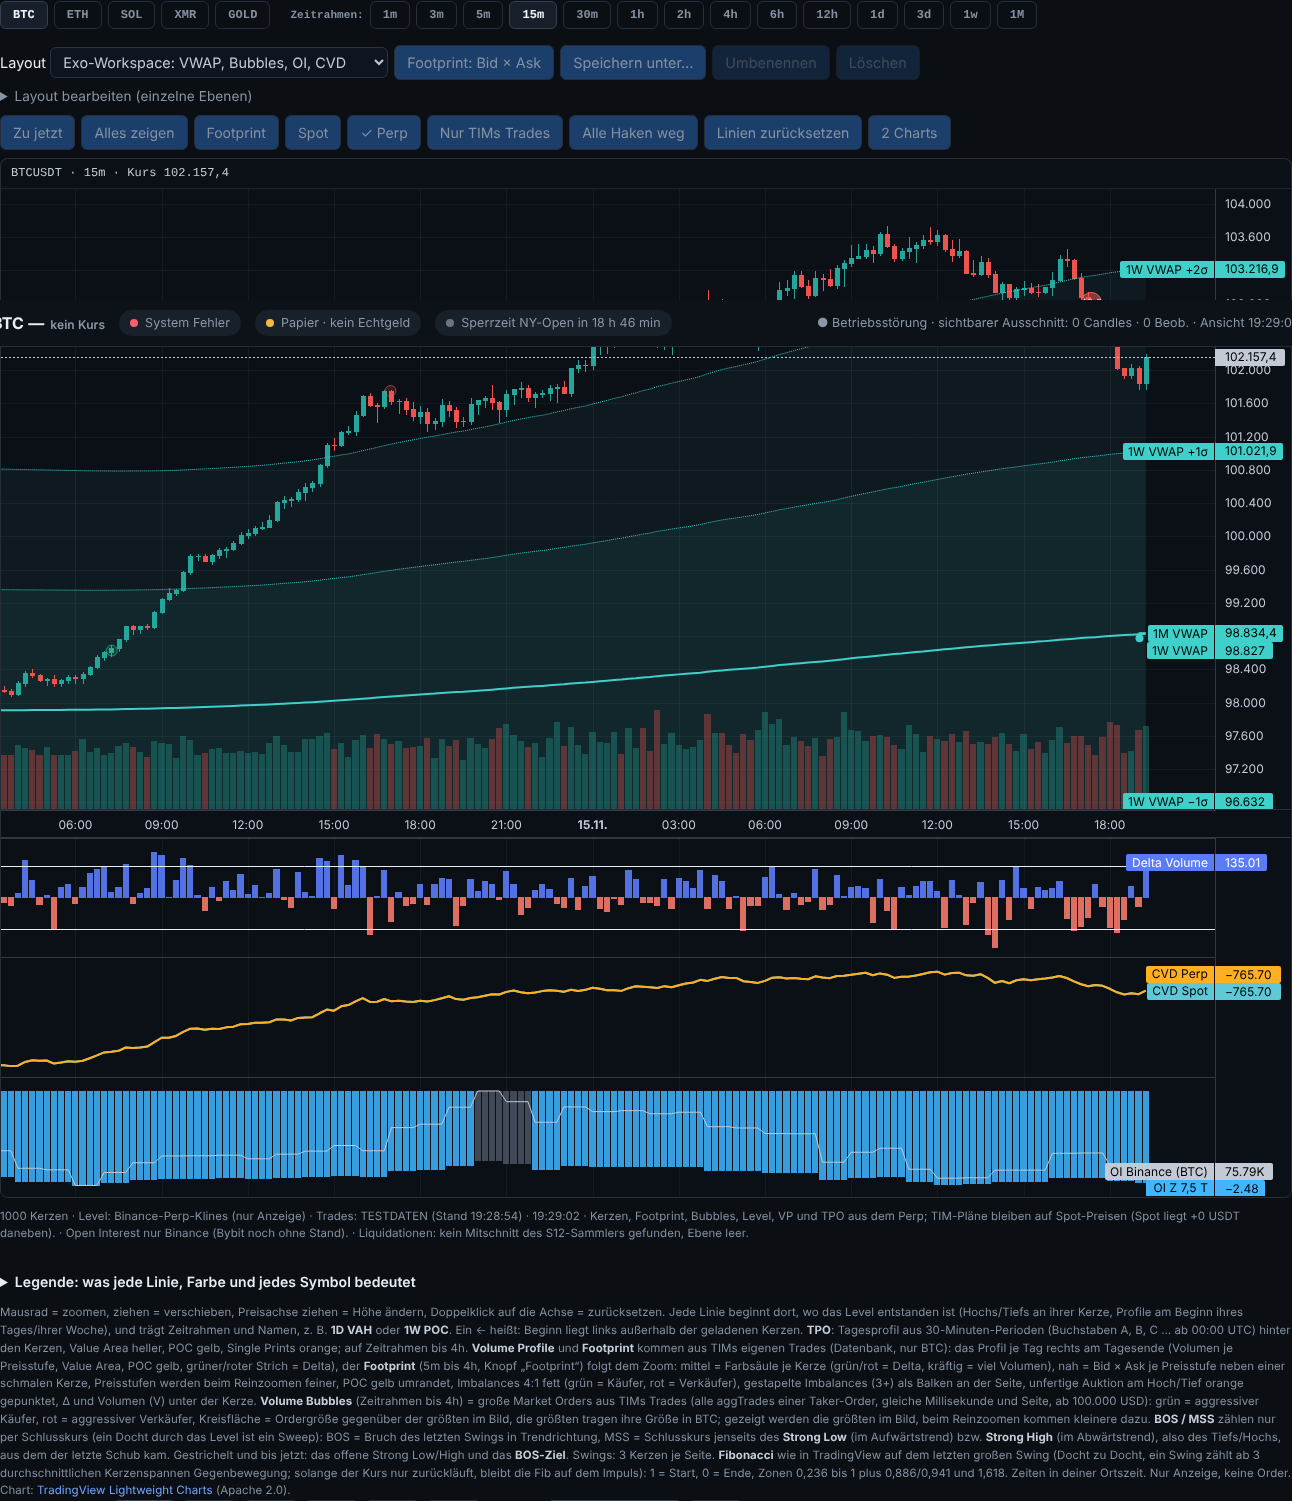 BTC ETH SOL XMR GOLD Zeitrahmen: 1m 3m 5m 15m 30m 1h 2h 4h 6h 12h 1d 3d 1w 1M
Layout Exo-Workspace: VWAP, Bubbles, OI, CVD Footprint: Bid × Ask Speichern unter... Umbenennen Löschen
Layout bearbeiten (einzelne Ebenen)
Zu jetzt Alles zeigen Footprint Spot ✓ Perp Nur TIMs Trades Alle Haken weg Linien zurücksetzen 2 Charts
BTCUSDT · 15m · Kurs 102.157,4
104.000
103.600
1W VWAP +2σ 103.216,9
BTC — kein Kurs System Fehler Papier · kein Echtgeld Sperrzeit NY-Open in 18 h 46 min Betriebsstörung · sichtbarer Ausschnitt: 0 Candles · 0 Beob. · Ansicht 19:29:0
102.157,4
102.000
101.600
101.200
1W VWAP +1σ 101.021,9
100.800
100.400
100.000
99.600
99.200
1M VWAP 98.834,4
1W VWAP 98.827
98.400
98.000
97.600
97.200
1W VWAP −1σ 96.632
06:00 09:00 12:00 15:00 18:00 21:00 15.11. 03:00 06:00 09:00 12:00 15:00 18:00
Delta Volume 135.01
CVD Perp −765.70
CVD Spot −765.70
OI Binance (BTC) 75.79K
OI Z 7,5 T −2.48
1000 Kerzen · Level: Binance-Perp-Klines (nur Anzeige) · Trades: TESTDATEN (Stand 19:28:54) · 19:29:02 · Kerzen, Footprint, Bubbles, Level, VP und TPO aus dem Perp; TIM-Pläne bleiben auf Spot-Preisen (Spot liegt +0 USDT
daneben). · Open Interest nur Binance (Bybit noch ohne Stand). · Liquidationen: kein Mitschnitt des S12-Sammlers gefunden, Ebene leer.
Legende: was jede Linie, Farbe und jedes Symbol bedeutet
Mausrad = zoomen, ziehen = verschieben, Preisachse ziehen = Höhe ändern, Doppelklick auf die Achse = zurücksetzen. Jede Linie beginnt dort, wo das Level entstanden ist (Hochs/Tiefs an ihrer Kerze, Profile am Beginn ihres
Tages/ihrer Woche), und trägt Zeitrahmen und Namen, z. B. 1D VAH oder 1W POC. Ein ← heißt: Beginn liegt links außerhalb der geladenen Kerzen. TPO: Tagesprofil aus 30-Minuten-Perioden (Buchstaben A, B, C ... ab 00:00 UTC) hinter
den Kerzen, Value Area heller, POC gelb, Single Prints orange; auf Zeitrahmen bis 4h. Volume Profile und Footprint kommen aus TIMs eigenen Trades (Datenbank, nur BTC): das Profil je Tag rechts am Tagesende (Volumen je
Preisstufe, Value Area, POC gelb, grüner/roter Strich = Delta), der Footprint (5m bis 4h, Knopf „Footprint“) folgt dem Zoom: mittel = Farbsäule je Kerze (grün/rot = Delta, kräftig = viel Volumen), nah = Bid × Ask je Preisstufe neben einer
schmalen Kerze, Preisstufen werden beim Reinzoomen feiner, POC gelb umrandet, Imbalances 4:1 fett (grün = Käufer, rot = Verkäufer), gestapelte Imbalances (3+) als Balken an der Seite, unfertige Auktion am Hoch/Tief orange
gepunktet, Δ und Volumen (V) unter der Kerze. Volume Bubbles (Zeitrahmen bis 4h) = große Market Orders aus TIMs Trades (alle aggTrades einer Taker-Order, gleiche Millisekunde und Seite, ab 100.000 USD): grün = aggressiver
Käufer, rot = aggressiver Verkäufer, Kreisfläche = Ordergröße gegenüber der größten im Bild, die größten tragen ihre Größe in BTC; gezeigt werden die größten im Bild, beim Reinzoomen kommen kleinere dazu. BOS / MSS zählen nur
per Schlusskurs (ein Docht durch das Level ist ein Sweep): BOS = Bruch des letzten Swings in Trendrichtung, MSS = Schlusskurs jenseits des Strong Low (im Aufwärtstrend) bzw. Strong High (im Abwärtstrend), also des Tiefs/Hochs,
aus dem der letzte Schub kam. Gestrichelt und bis jetzt: das offene Strong Low/High und das BOS-Ziel. Swings: 3 Kerzen je Seite. Fibonacci wie in TradingView auf dem letzten großen Swing (Docht zu Docht, ein Swing zählt ab 3
durchschnittlichen Kerzenspannen Gegenbewegung; solange der Kurs nur zurückläuft, bleibt die Fib auf dem Impuls): 1 = Start, 0 = Ende, Zonen 0,236 bis 1 plus 0,886/0,941 und 1,618. Zeiten in deiner Ortszeit. Nur Anzeige, keine Order.
Chart: TradingView Lightweight Charts (Apache 2.0).